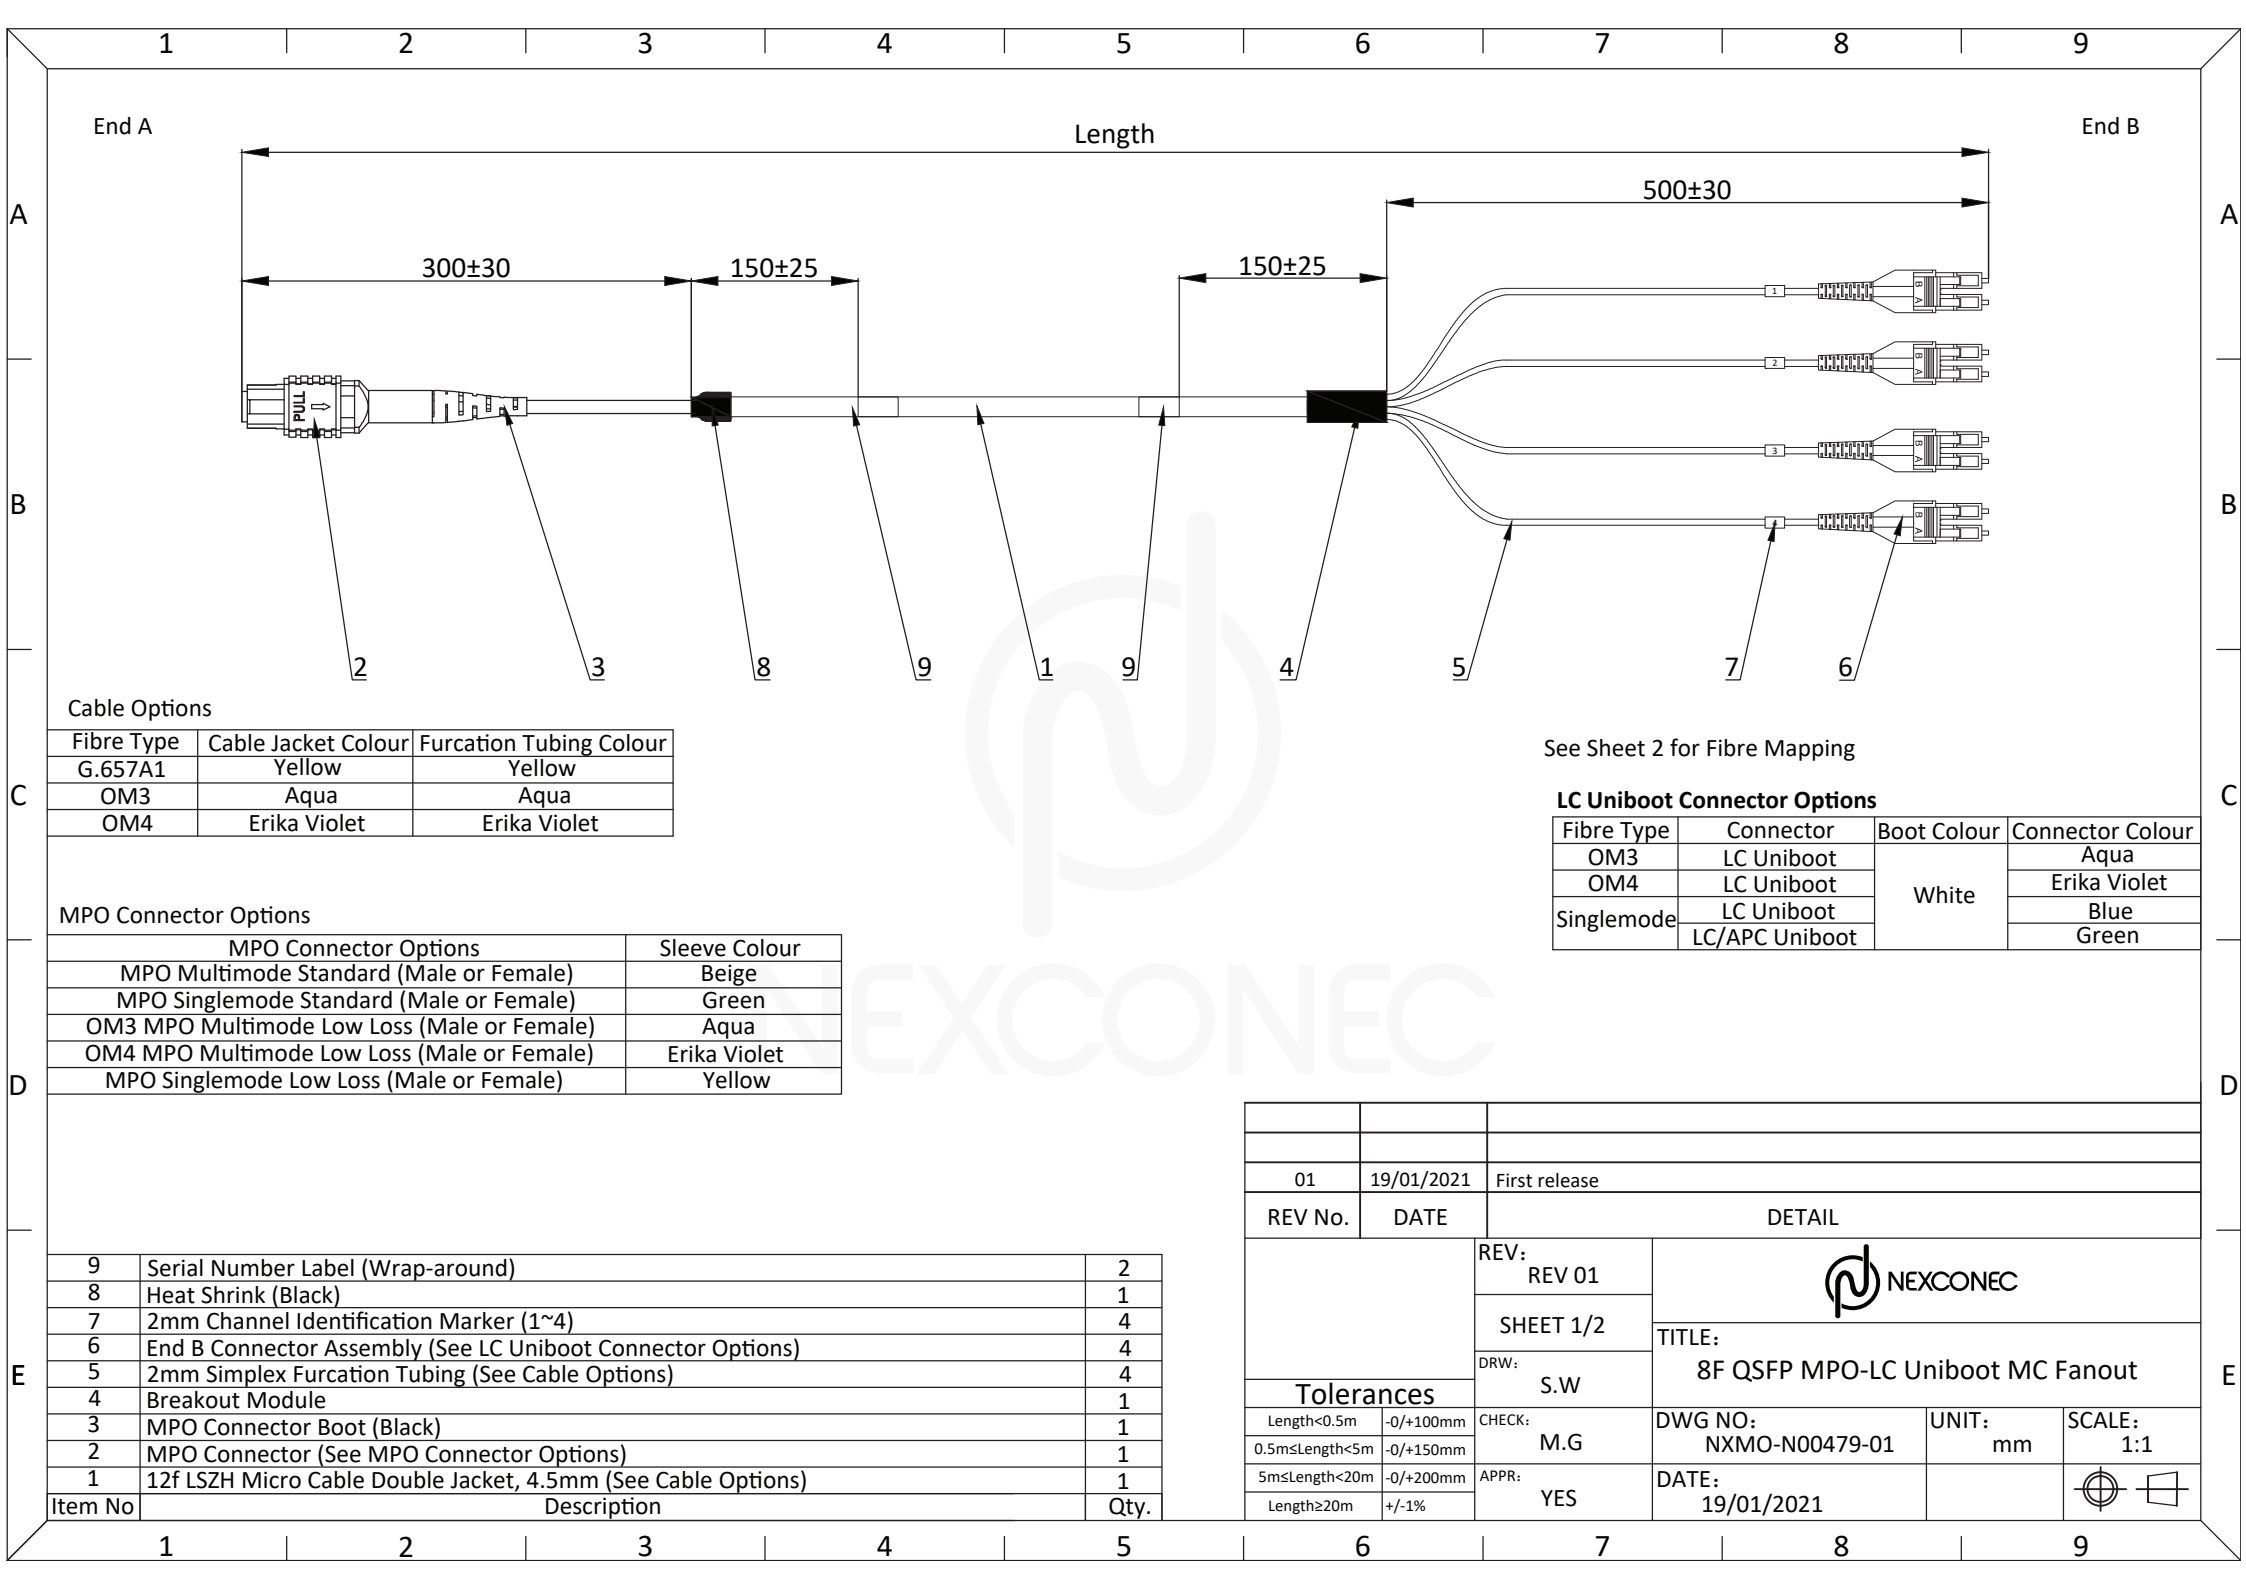 1 2 3 4 5 6 7 8 9
End A
Length
End B
500±30
A
A
300±30
150±25
150±25
1
B
A
PULL
2
B
A
3
B
A
B
A
B
B
2
3
8
9
1
9
4
5
7
6
Cable Options
Fibre Type Cable Jacket Colour Furcation Tubing Colour
G.657A1 Yellow Yellow
OM3 Aqua Aqua
OM4 Erika Violet Erika Violet
C
C
See Sheet 2 for Fibre Mapping
LC Uniboot Connector Options
Fibre Type Connector Boot Colour Connector Colour
OM3 LC Uniboot Aqua
OM4 LC Uniboot White Erika Violet
Singlemode LC Uniboot Blue
LC/APC Uniboot Green
MPO Connector Options
MPO Connector Options Sleeve Colour
MPO Multimode Standard (Male or Female) Beige
MPO Singlemode Standard (Male or Female) Green
OM3 MPO Multimode Low Loss (Male or Female) Aqua
OM4 MPO Multimode Low Loss (Male or Female) Erika Violet
MPO Singlemode Low Loss (Male or Female) Yellow
NEXCONEC
D
D
01 19/01/2021 First release
REV No. DATE DETAIL
9 Serial Number Label (Wrap-around) 2
8 Heat Shrink (Black) 1
7 2mm Channel Identification Marker (1~4) 4
6 End B Connector Assembly (See LC Uniboot Connector Options) 4
5 2mm Simplex Furcation Tubing (See Cable Options) 4
4 Breakout Module 1
3 MPO Connector Boot (Black) 1
2 MPO Connector (See MPO Connector Options) 1
1 12f LSZH Micro Cable Double Jacket, 4.5mm (See Cable Options) 1
Item No Description Qty.
E
E
REV:
REV 01
NEXCONEC
SHEET 1/2
TITLE:
8F QSFP MPO-LC Uniboot MC Fanout
DRW:
S.W
Tolerances
Length<0.5m -0/+100mm
0.5m≤Length<5m -0/+150mm
5m≤Length<20m -0/+200mm
Length≥20m +/-1%
CHECK:
M.G
DWG NO:
NXMO-N00479-01
UNIT:
mm
SCALE:
1:1
APPR:
YES
DATE:
19/01/2021
1 2 3 4 5 6 7 8 9